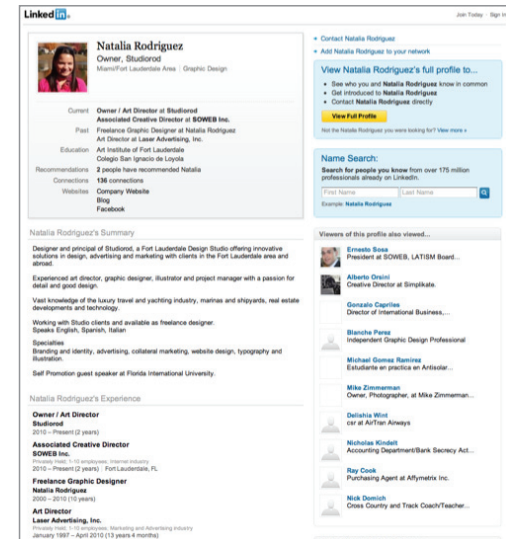 Linked in®
Join Today · Sign In
Natalia Rodriguez
Owner, Studiorod
Miami/Fort Lauderdale Area | Graphic Design
Current Owner / Art Director at Studiorod
Associated Creative Director at SOWEB Inc.
Past Freelance Graphic Designer at Natalia Rodriguez
Art Director at Laser Advertising, Inc.
Education Art Institute of Fort Lauderdale
Colegio San Ignacio de Loyola
Recommendations 2 people have recommended Natalia
Connections 136 connections
Websites Company Website
Blog
Facebook
Natalia Rodriguez's Summary
Designer and principal of Studiorod, a Fort Lauderdale Design Studio offering innovative
solutions in design, advertising and marketing with clients in the Fort Lauderdale area and
abroad.
Experienced art director, graphic designer, illustrator and project manager with a passion for
detail and good design.
Vast knowledge of the luxury travel and yachting industry, marinas and shipyards, real estate
developments and technology.
Working with Studio clients and available as freelance designer.
Speaks English, Spanish, Italian
Specialties
Branding and identity, advertising, collateral marketing, website design, typography and
illustration.
Self Promotion guest speaker at Florida International University.
Natalia Rodriguez's Experience
Owner / Art Director
Studiorod
2010 – Present (2 years)
Associated Creative Director
SOWEB Inc.
Privately Held; 1-10 employees; Internet industry
2010 – Present (2 years) | Fort Lauderdale, FL
Freelance Graphic Designer
Natalia Rodriguez
2000 – 2010 (10 years)
Art Director
Laser Advertising, Inc.
Privately Held; 1-10 employees; Marketing and Advertising industry
January 1997 – April 2010 (13 years 4 months)
Contact Natalia Rodriguez
Add Natalia Rodriguez to your network
View Natalia Rodriguez's full profile to...
• See who you and Natalia Rodriguez know in common
• Get introduced to Natalia Rodriguez
• Contact Natalia Rodriguez directly
View Full Profile
Not the Natalia Rodriguez you were looking for? View more »
Name Search:
Search for people you know from over 175 million
professionals already on LinkedIn.
First Name Last Name
Example: Natalia Rodriguez
Viewers of this profile also viewed...
Ernesto Sosa
President at SOWEB, LATISM Board...
Alberto Orsini
Creative Director at Simplikate.
Gonzalo Capriles
Director of International Business,...
Blanche Perez
Independent Graphic Design Professional
Michael Gomez Ramirez
Estudiante en practica en Antisolar...
Mike Zimmerman
Owner, Photographer, at Mike Zimmerman...
Delishia Wint
csr at AirTran Airways
Nicholas Kindelt
Accounting Department/Bank Secrecy Act...
Ray Cook
Purchasing Agent at Affymetrix Inc.
Nick Domich
Cross Country and Track Coach/Teacher...